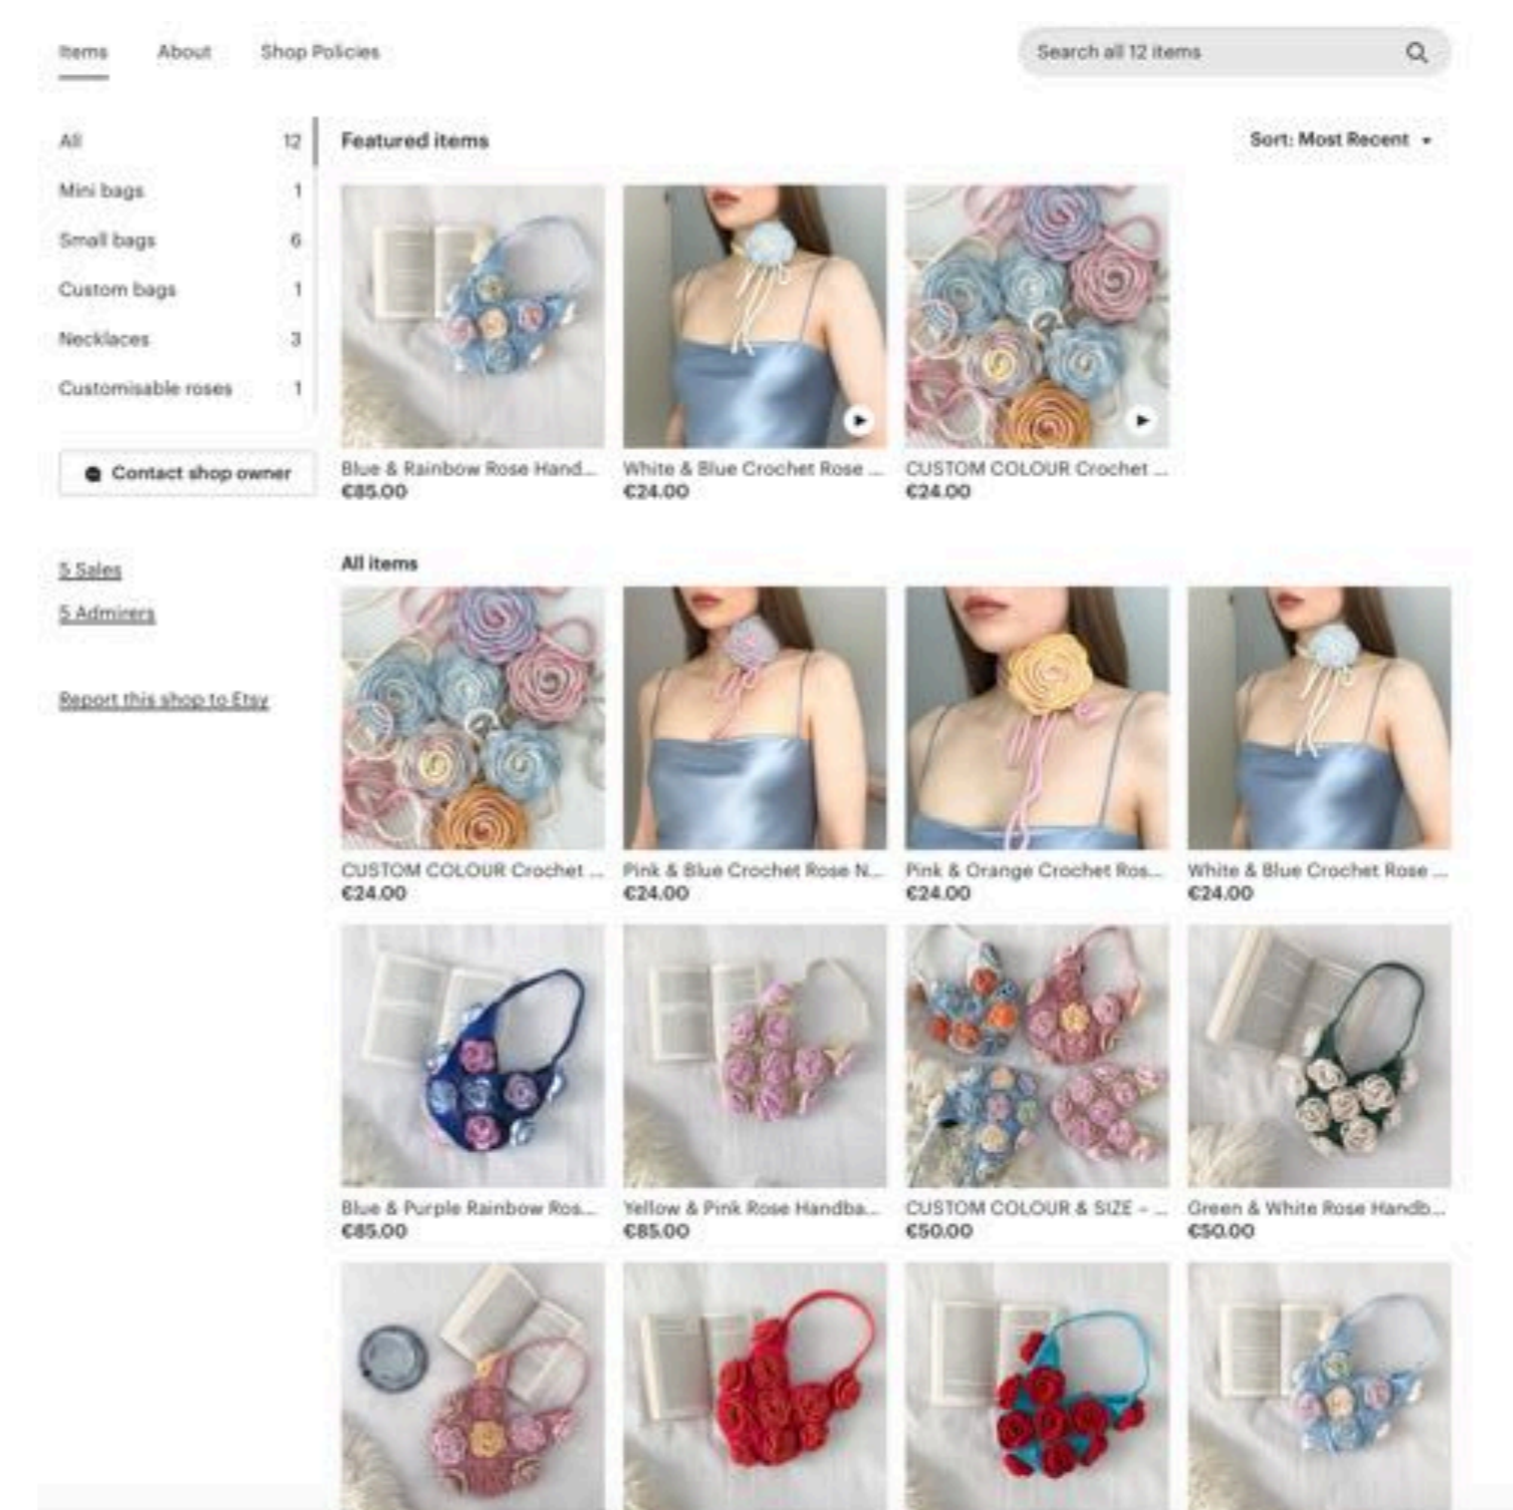 Items About Shop Policies
Search all 12 items
All 12
Mini bags 1
Small bags 6
Custom bags 1
Necklaces 3
Customisable roses 1
Contact shop owner
5 Sales
5 Admirers
Report this shop to Etsy
Featured items
Sort: Most Recent
Blue & Rainbow Rose Hand...
€85.00
White & Blue Crochet Rose ...
€24.00
CUSTOM COLOUR Crochet ...
€24.00
All items
CUSTOM COLOUR Crochet ...
€24.00
Pink & Blue Crochet Rose N...
€24.00
Pink & Orange Crochet Ros...
€24.00
White & Blue Crochet Rose ...
€24.00
Blue & Purple Rainbow Ros...
€85.00
Yellow & Pink Rose Handba...
€85.00
CUSTOM COLOUR & SIZE - ...
€50.00
Green & White Rose Handb...
€50.00